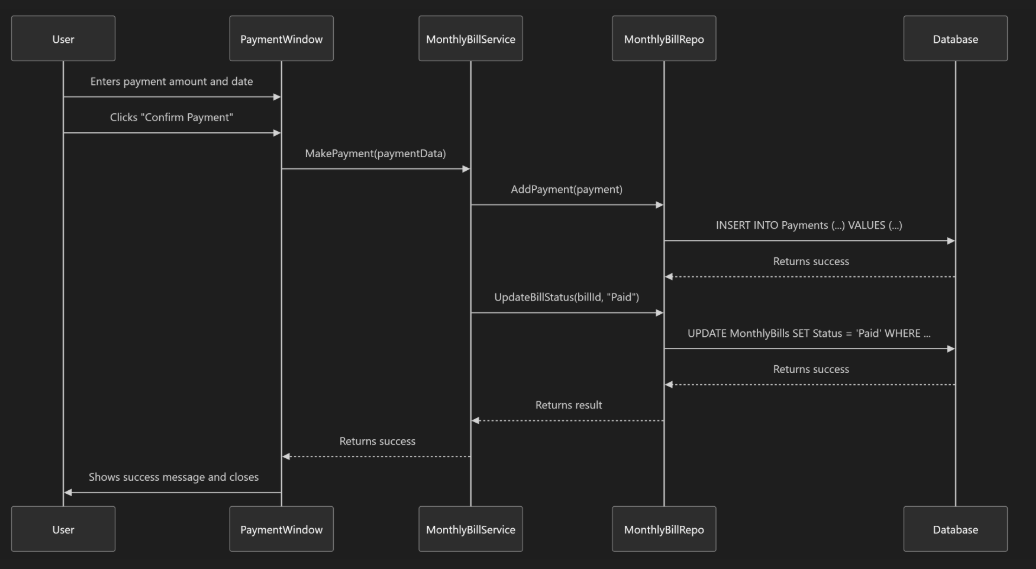 User
PaymentWindow
MonthlyBillService
MonthlyBillRepo
Database
Enters payment amount and date
Clicks "Confirm Payment"
MakePayment(paymentData)
AddPayment(payment)
INSERT INTO Payments (...) VALUES (...)
Returns success
UpdateBillStatus(billId, "Paid")
UPDATE MonthlyBills SET Status = 'Paid' WHERE ...
Returns success
Returns result
Returns success
Shows success message and closes
User
PaymentWindow
MonthlyBillService
MonthlyBillRepo
Database